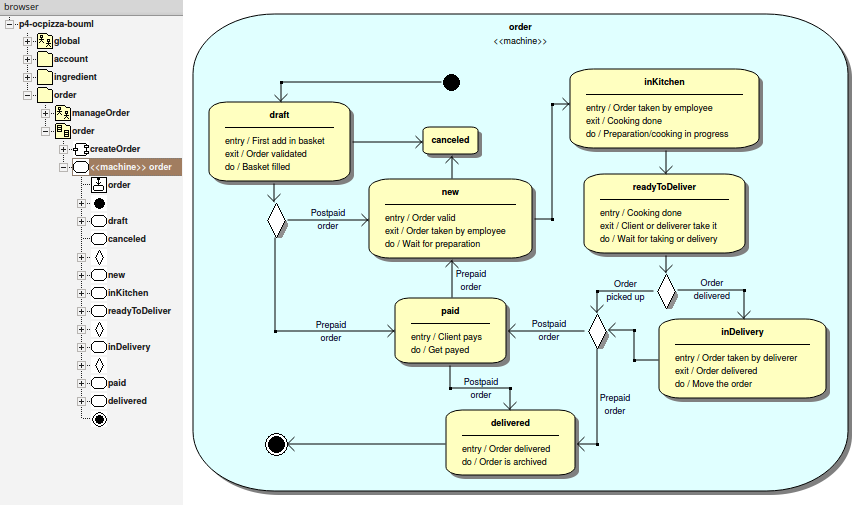 browser
p4-ocpizza-bouml
global
account
ingredient
order
manageOrder
order
createOrder
<<machine>> order
order
draft
canceled
new
inKitchen
readyToDeliver
inDelivery
paid
delivered
order
<<machine>>
draft
entry / First add in basket
exit / Order validated
do / Basket filled
canceled
inKitchen
entry / Order taken by employee
exit / Cooking done
do / Preparation/cooking in progress
new
entry / Order valid
exit / Order taken by employee
do / Wait for preparation
Postpaid
order
readyToDeliver
entry / Cooking done
exit / Client or deliverer take it
do / Wait for taking or delivery
Prepaid
order
Order
picked up
Order
delivered
Prepaid
order
paid
entry / Client pays
do / Get payed
Postpaid
order
inDelivery
entry / Order taken by deliverer
exit / Order delivered
do / Move the order
Postpaid
order
Prepaid
order
delivered
entry / Order delivered
do / Order is archived